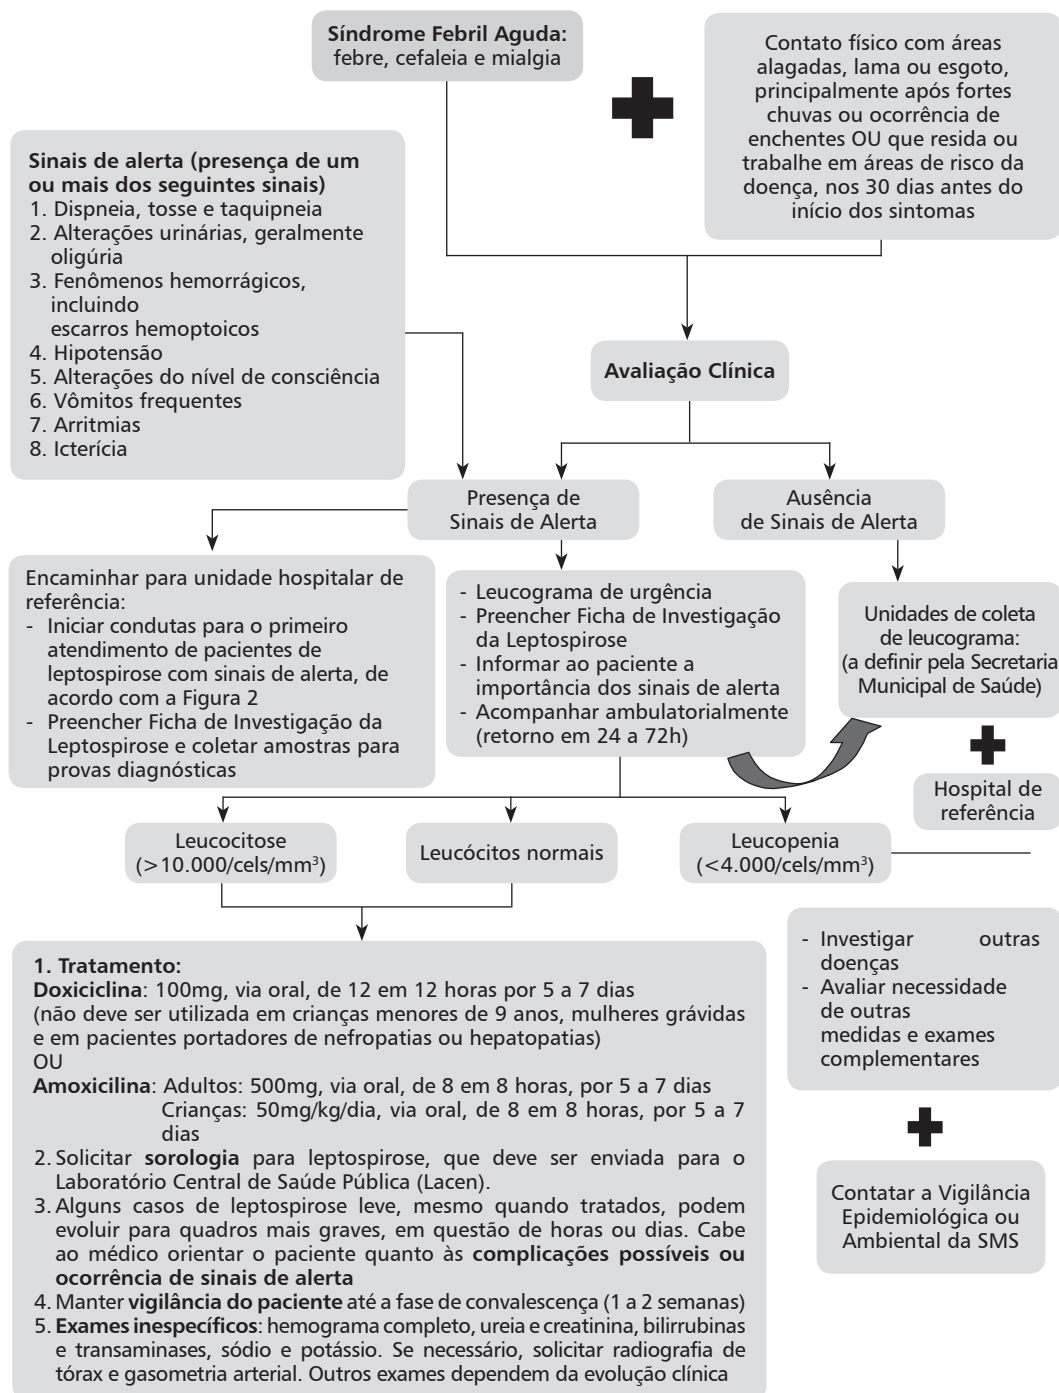 Síndrome Febril Aguda:
febre, cefaleia e mialgia
Contato físico com áreas
alagadas, lama ou esgoto,
principalmente após fortes
chuvas ou ocorrência de
enchentes OU que resida ou
trabalhe em áreas de risco da
doença, nos 30 dias antes do
início dos sintomas
Sinais de alerta (presença de um
ou mais dos seguintes sinais)
1. Dispneia, tosse e taquipneia
2. Alterações urinárias, geralmente
oligúria
3. Fenômenos hemorrágicos,
incluindo
escarros hemoptoicos
4. Hipotensão
5. Alterações do nível de consciência
6. Vômitos frequentes
7. Arritmias
8. Icterícia
Avaliação Clínica
Presença de
Sinais de Alerta
Ausência
de Sinais de Alerta
Encaminhar para unidade hospitalar de
referência:
- Iniciar condutas para o primeiro
atendimento de pacientes de
leptospirose com sinais de alerta, de
acordo com a Figura 2
- Preencher Ficha de Investigação da
Leptospirose e coletar amostras para
provas diagnósticas
- Leucograma de urgência
- Preencher Ficha de Investigação
da Leptospirose
- Informar ao paciente a
importância dos sinais de alerta
- Acompanhar ambulatorialmente
(retorno em 24 a 72h)
Unidades de coleta
de leucograma:
(a definir pela Secretaria
Municipal de Saúde)
Hospital de
referência
Leucocitose
(>10.000/cels/mm³)
Leucócitos normais
Leucopenia
(<4.000/cels/mm³)
1. Tratamento:
Doxiciclina: 100mg, via oral, de 12 em 12 horas por 5 a 7 dias
(não deve ser utilizada em crianças menores de 9 anos, mulheres grávidas
e em pacientes portadores de nefropatias ou hepatopatias)
OU
Amoxicilina: Adultos: 500mg, via oral, de 8 em 8 horas, por 5 a 7 dias
Crianças: 50mg/kg/dia, via oral, de 8 em 8 horas, por 5 a 7
dias
2. Solicitar sorologia para leptospirose, que deve ser enviada para o
Laboratório Central de Saúde Pública (Lacen).
3. Alguns casos de leptospirose leve, mesmo quando tratados, podem
evoluir para quadros mais graves, em questão de horas ou dias. Cabe
ao médico orientar o paciente quanto às complicações possíveis ou
ocorrência de sinais de alerta
4. Manter vigilância do paciente até a fase de convalescença (1 a 2 semanas)
5. Exames inespecíficos: hemograma completo, ureia e creatinina, bilirrubinas
e transaminases, sódio e potássio. Se necessário, solicitar radiografia de
tórax e gasometria arterial. Outros exames dependem da evolução clínica
- Investigar outras
doenças
- Avaliar necessidade
de outras
medidas e exames
complementares
Contatar a Vigilância
Epidemiológica ou
Ambiental da SMS